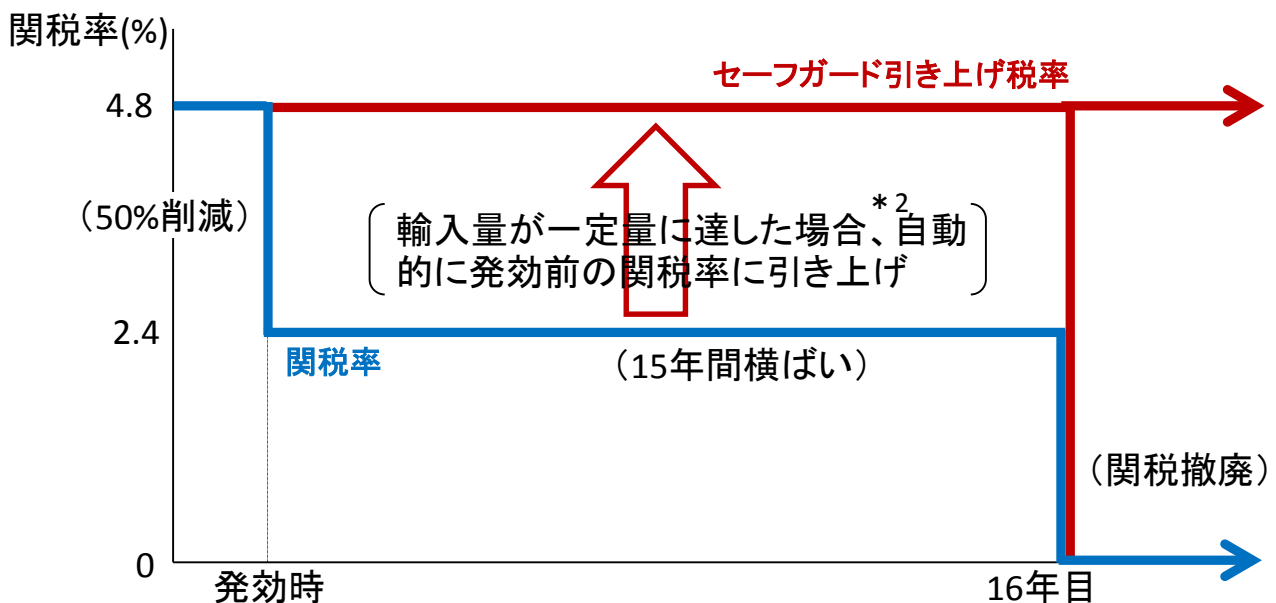 関税率(%)
セーフガード引き上げ税率
4.8
（50%削減）
輸入量が一定量に達した場合*2、自動
的に発効前の関税率に引き上げ
2.4
関税率
（15年間横ばい）
（関税撤廃）
0
発効時
16年目